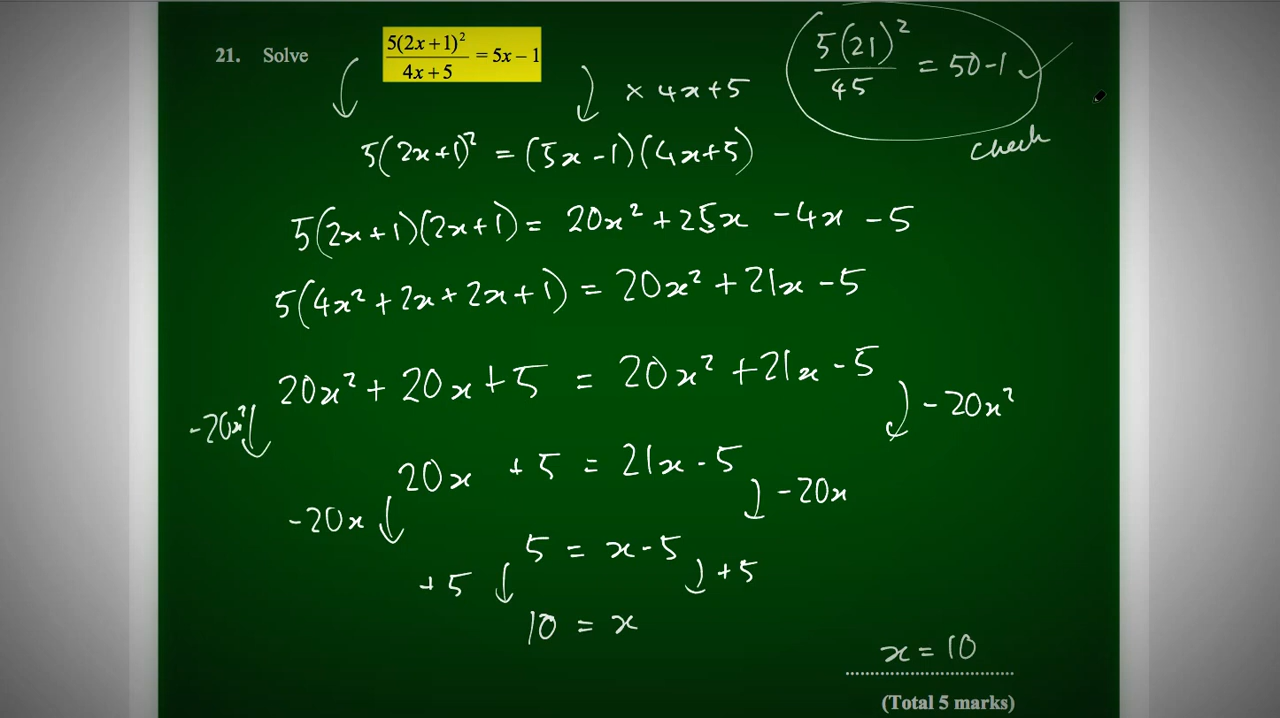 21. Solve 5(2x+1)²/4x+5 = 5x – 1
5(21)²/45 = 50-1 ✓
check
× 4x+5
5(2x+1)² = (5x-1)(4x+5)
5(2x+1)(2x+1) = 20x² + 25x - 4x - 5
5(4x² + 2x + 2x + 1) = 20x² + 21x - 5
20x² + 20x + 5 = 20x² + 21x - 5
-20x² - 20x²
20x + 5 = 21x - 5
-20x - 20x
5 = x - 5
+5 +5
10 = x
x = 10
(Total 5 marks)